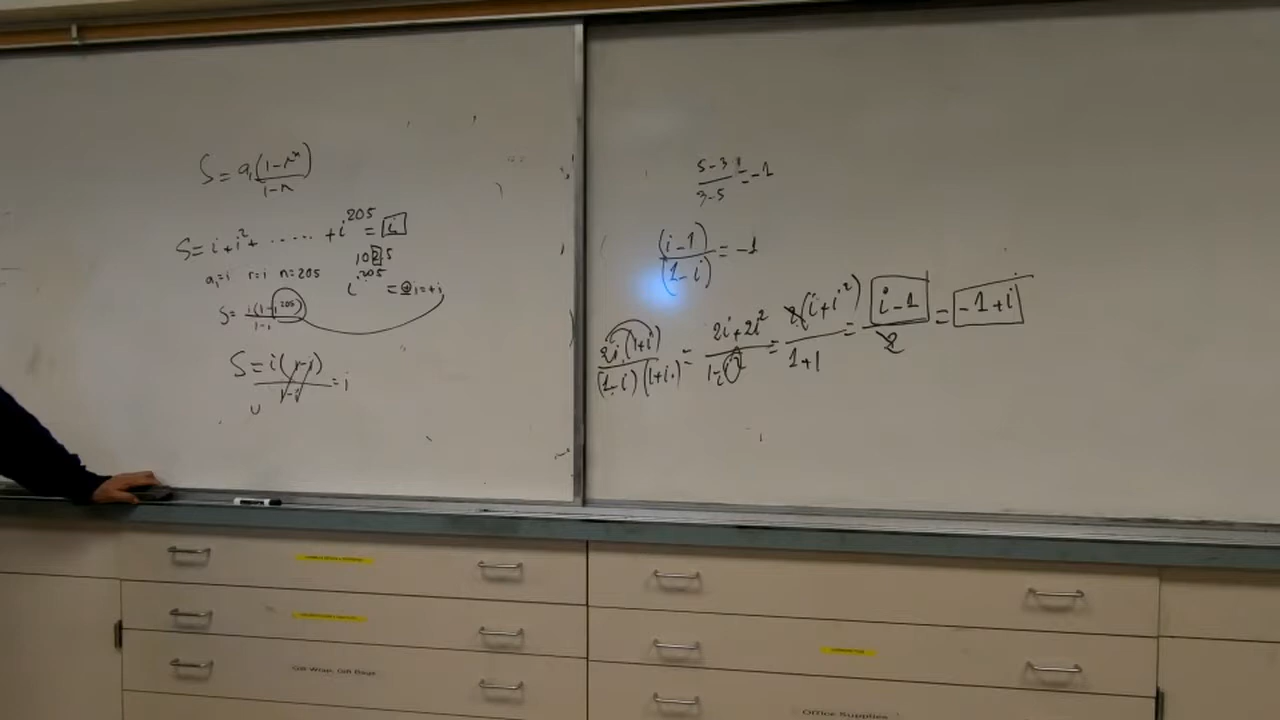 S = a₁(1-rⁿ)/1-r
S = i + i² + ...... + i²⁰⁵ = i
a₁=i r=i n=205
i²⁰⁵ = i = +i
S = i(1-i²⁰⁵)/1-i
S = i(1-i)/1-i = i
5-3/3-5 = -1
(i-1)/(1-i) = -1
2i(1+i)/(1-i)(1+i) = 2i+2i²/1-i² = 2(i+i²)/1+1 = i-1/2 = -1+i
Gift Wrap, Gift Bags
Office Supplies